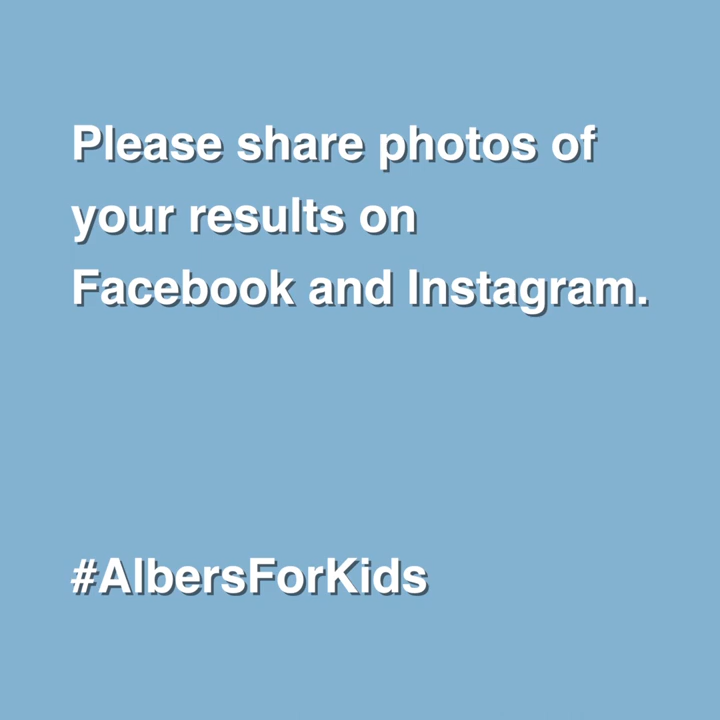 Please share photos of
your results on
Facebook and Instagram.
#AlbersForKids